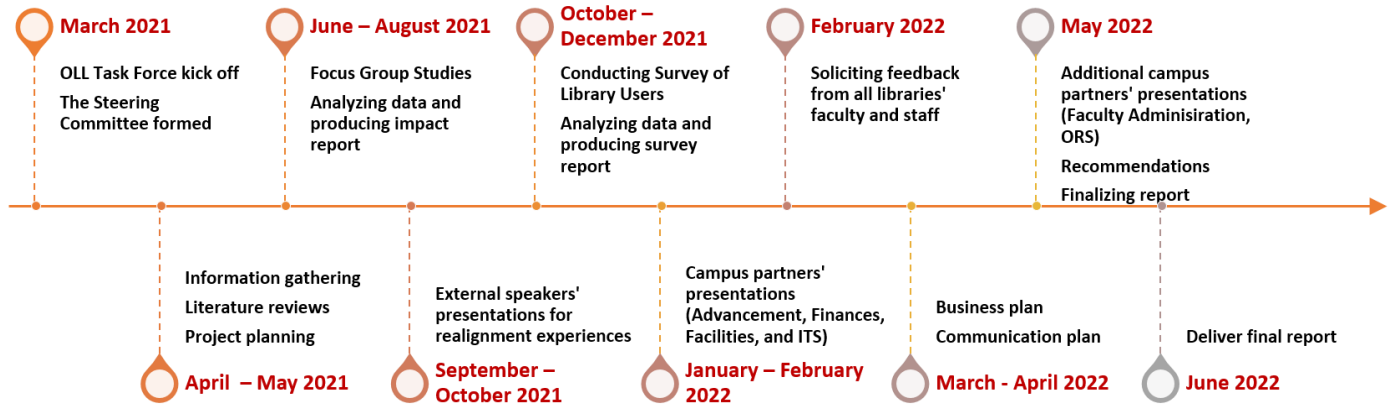 March 2021
OLL Task Force kick off
The Steering
Committee formed
June – August 2021
Focus Group Studies
Analyzing data and
producing impact
report
October –
December 2021
Conducting Survey of
Library Users
Analyzing data and
producing survey
report
February 2022
Soliciting feedback
from all libraries'
faculty and staff
May 2022
Additional campus
partners' presentations
(Faculty Adminisiration,
ORS)
Recommendations
Finalizing report
Information gathering
Literature reviews
Project planning
April – May 2021
External speakers'
presentations for
realignment experiences
September –
October 2021
Campus partners'
presentations
(Advancement, Finances,
Facilities, and ITS)
January – February
2022
Business plan
Communication plan
March - April 2022
Deliver final report
June 2022